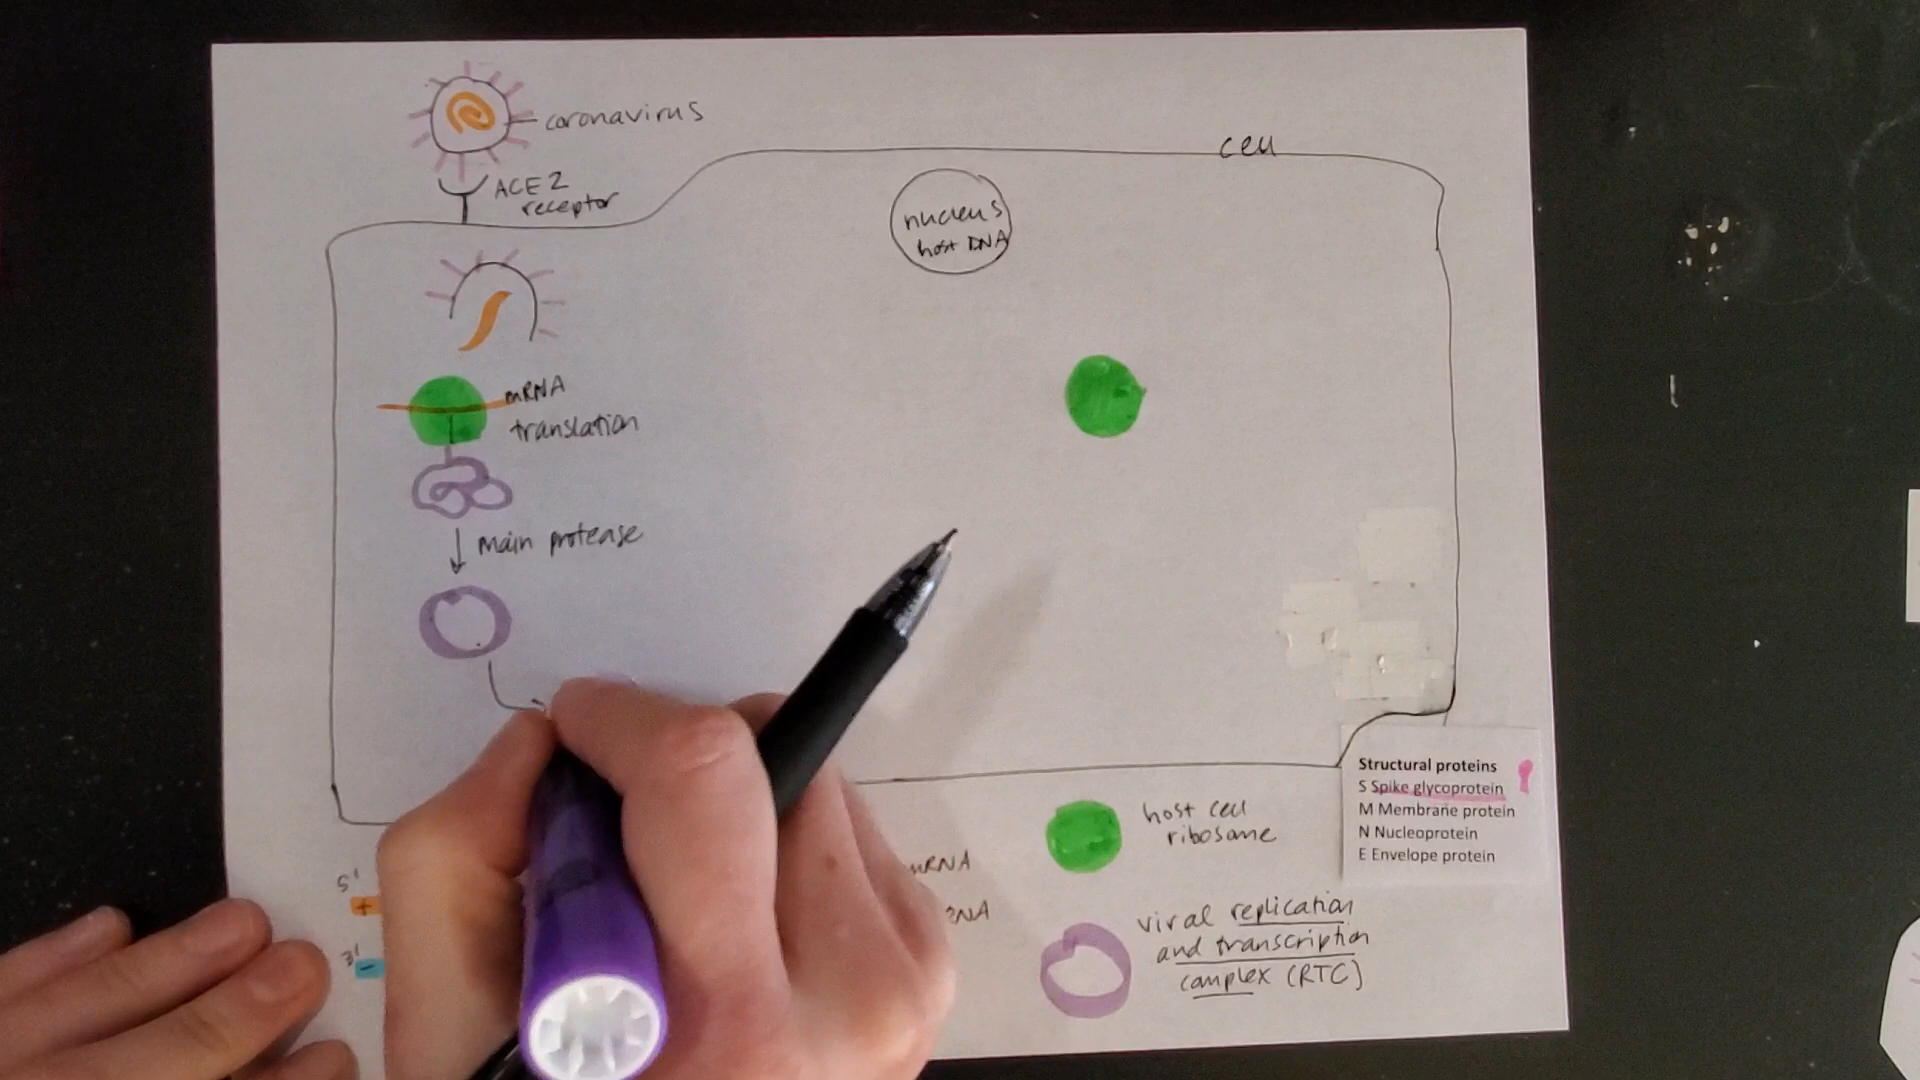 coronavirus
ACE2
receptor
cell
nucleus
host DNA
mRNA
translation
main protease
Structural proteins
S Spike glycoprotein
M Membrane protein
N Nucleoprotein
E Envelope protein
host cell
ribosome
5'
+
3'
-
mRNA
viral replication
and transcription
complex (RTC)